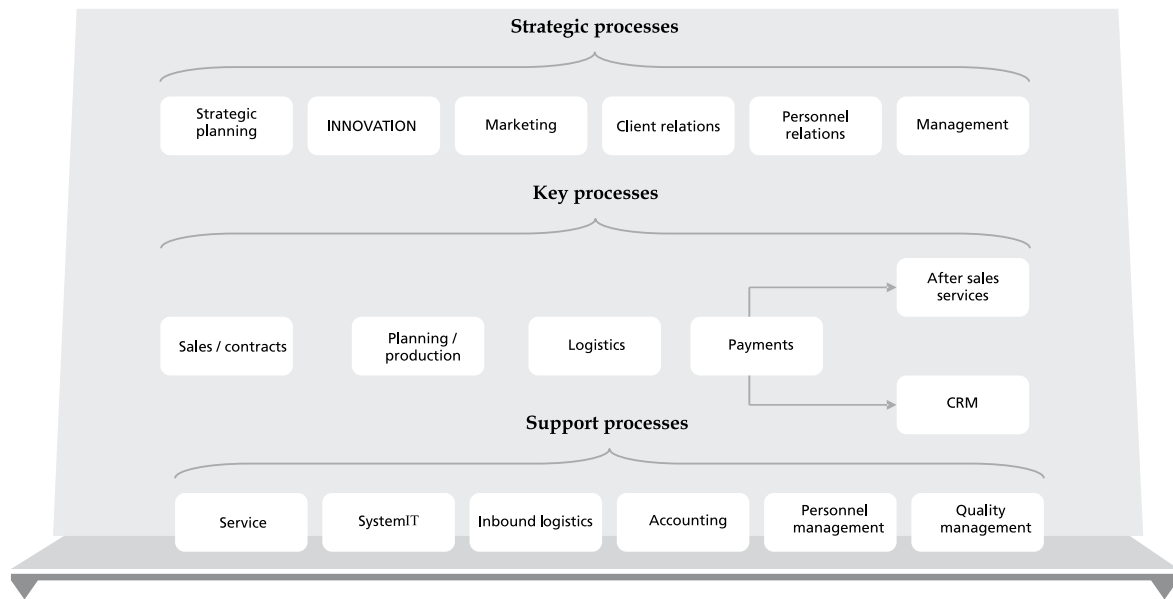 Strategic processes
Strategic
planning
INNOVATION
Marketing
Client relations
Personnel
relations
Management
Key processes
After sales
services
Sales / contracts
Planning /
production
Logistics
Payments
CRM
Support processes
Service
SystemIT
Inbound logistics
Accounting
Personnel
management
Quality
management